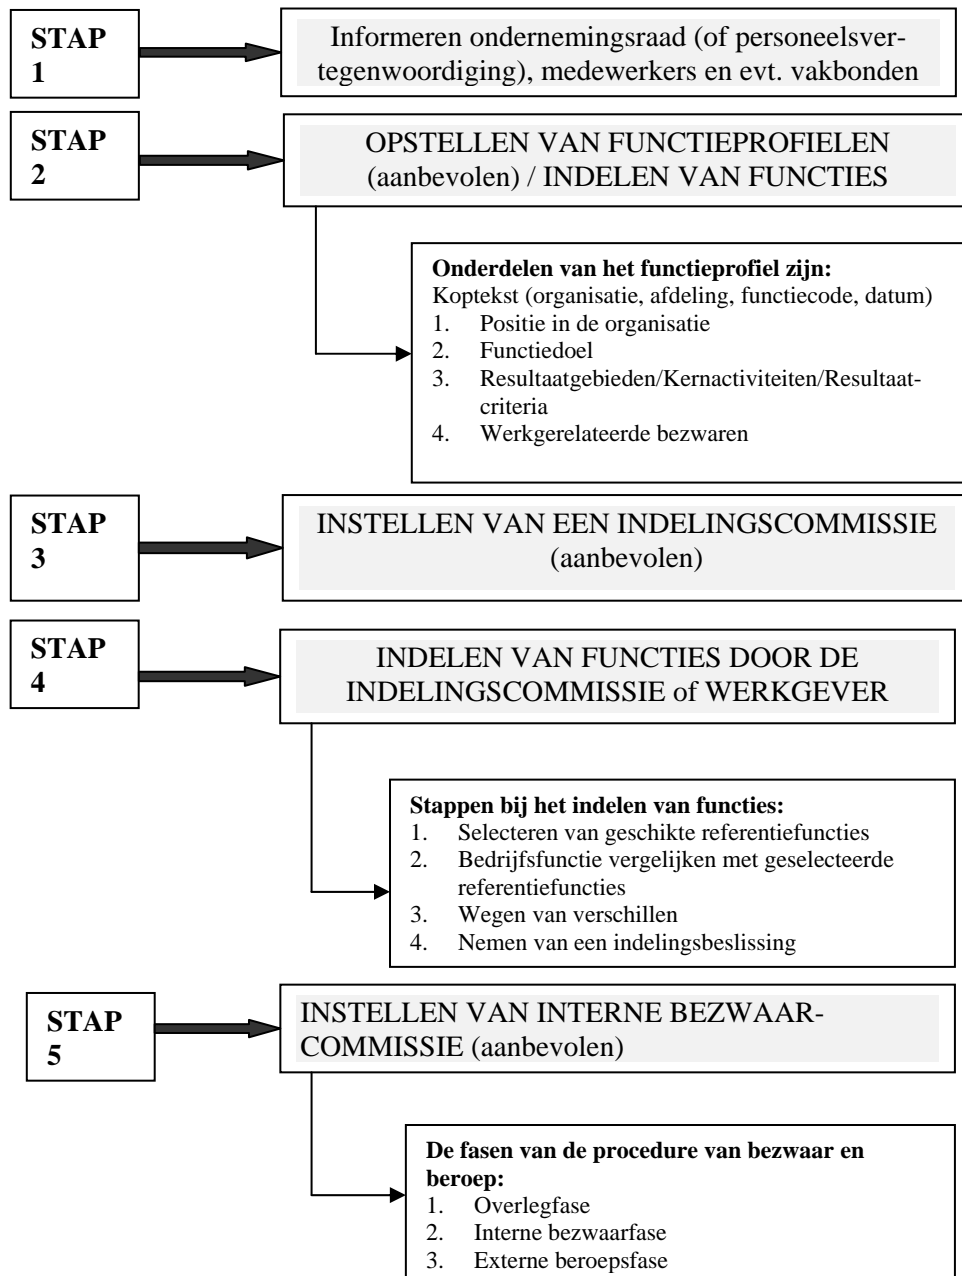 STAP
1
Informeren ondernemingsraad (of personeelsver-
tegenwoordiging), medewerkers en evt. vakbonden
STAP
2
OPSTELLEN VAN FUNCTIEPROFIELEN
(aanbevolen) / INDELEN VAN FUNCTIES
Onderdelen van het functieprofiel zijn:
Koptekst (organisatie, afdeling, functiecode, datum)
1. Positie in de organisatie
2. Functiedoel
3. Resultaatgebieden/Kernactiviteiten/Resultaat-
criteria
4. Werkgerelateerde bezwaren
STAP
3
INSTELLEN VAN EEN INDELINGSCOMMISSIE
(aanbevolen)
STAP
4
INDELEN VAN FUNCTIES DOOR DE
INDELINGSCOMMISSIE of WERKGEVER
Stappen bij het indelen van functies:
1. Selecteren van geschikte referentiefuncties
2. Bedrijfsfunctie vergelijken met geselecteerde
referentiefuncties
3. Wegen van verschillen
4. Nemen van een indelingsbeslissing
STAP
5
INSTELLEN VAN INTERNE BEZWAAR-
COMMISSIE (aanbevolen)
De fasen van de procedure van bezwaar en
beroep:
1. Overlegfase
2. Interne bezwaarfase
3. Externe beroepsfase